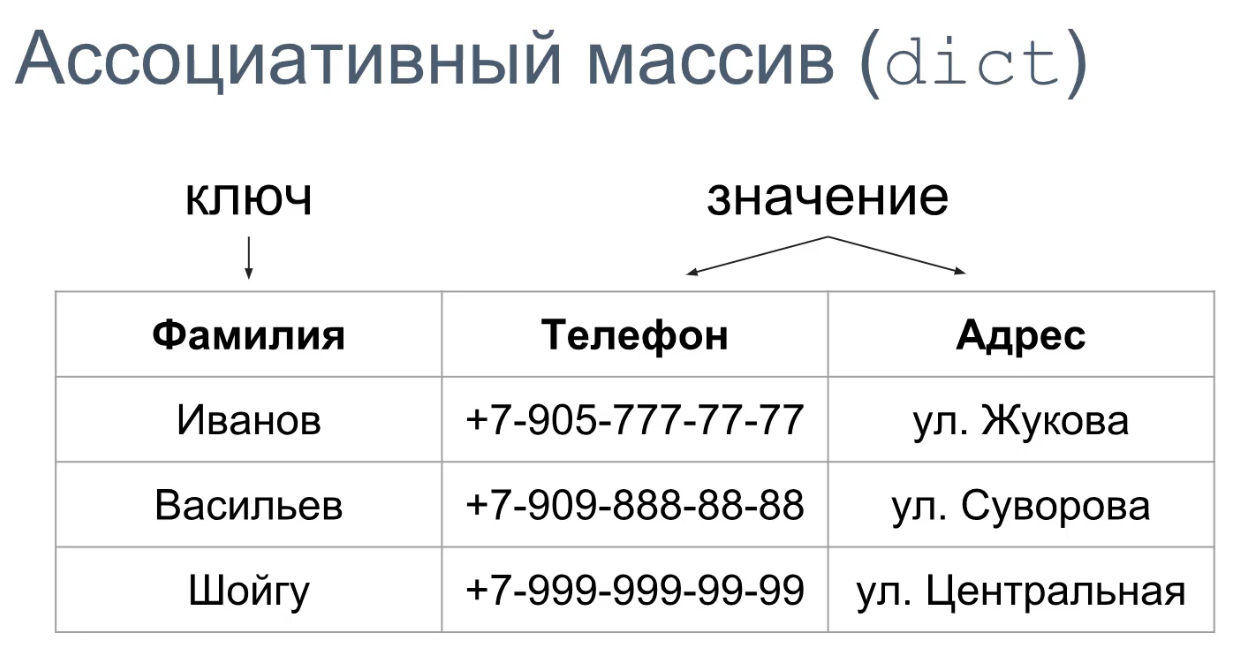 Ассоциативный массив (dict)
ключ значение
Фамилия Телефон Адрес
Иванов +7-905-777-77-77 ул. Жукова
Васильев +7-909-888-88-88 ул. Суворова
Шойгу +7-999-999-99-99 ул. Центральная